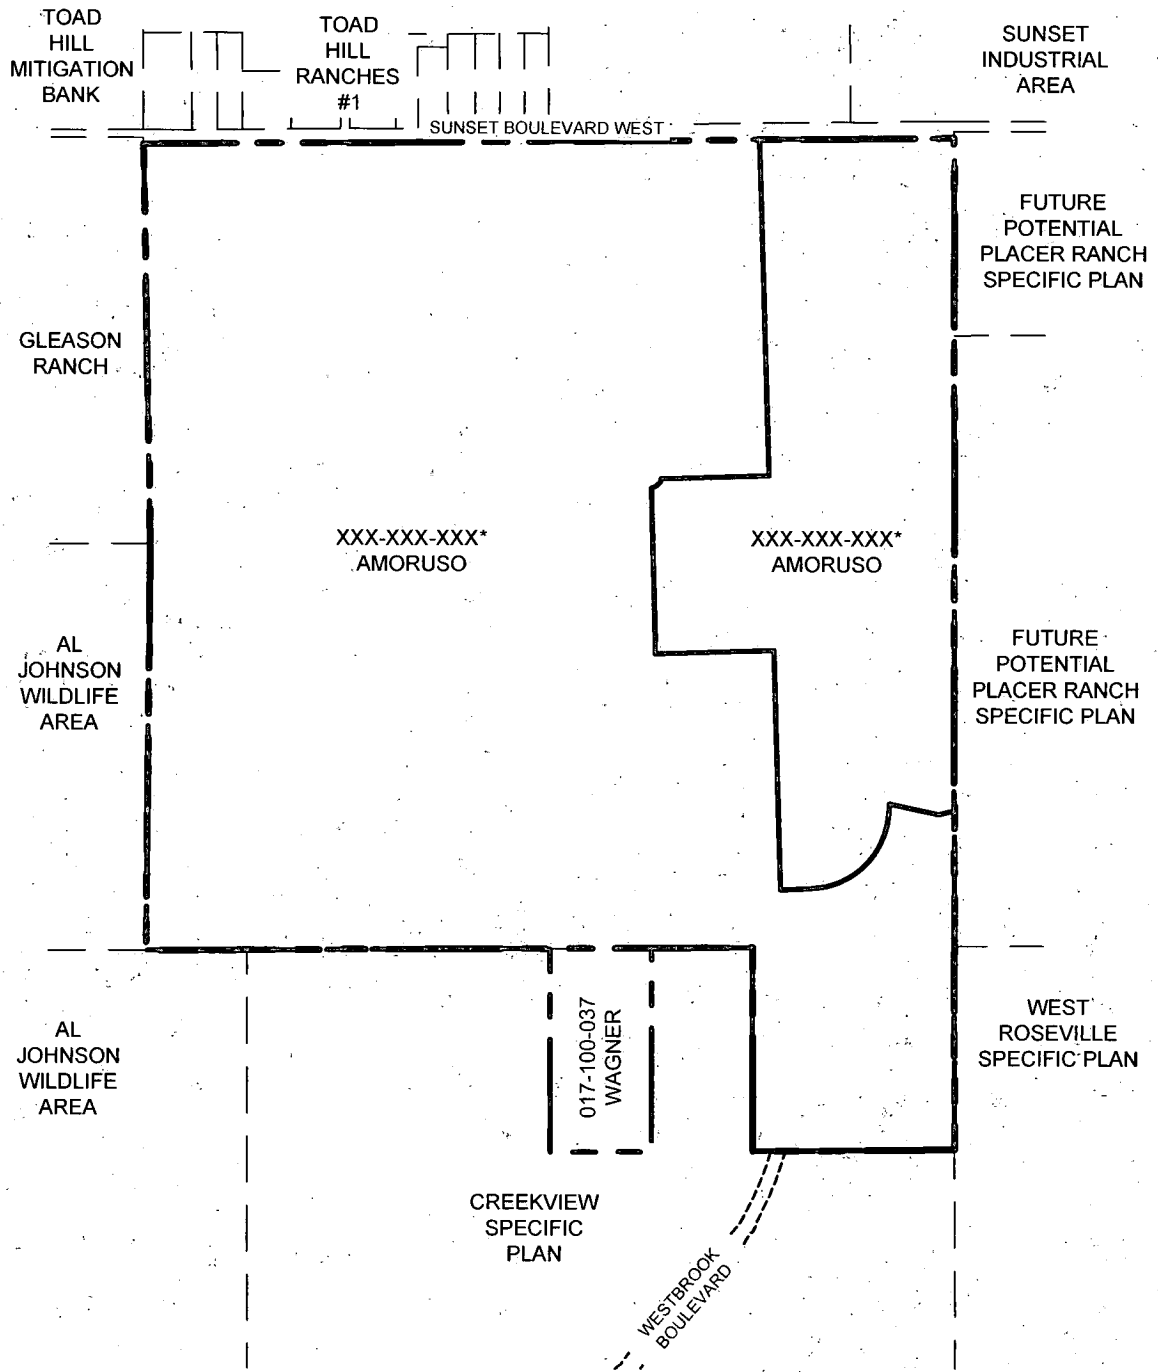 TOAD
HILL
MITIGATION
BANK
TOAD
HILL
RANCHES
#1
SUNSET
INDUSTRIAL
AREA
SUNSET BOULEVARD WEST
FUTURE
POTENTIAL
PLACER RANCH
SPECIFIC PLAN
GLEASON
RANCH
XXX-XXX-XXX*
AMORUSO
XXX-XXX-XXX*
AMORUSO
AL
JOHNSON
WILDLIFE
AREA
FUTURE
POTENTIAL
PLACER RANCH
SPECIFIC PLAN
AL
JOHNSON
WILDLIFE
AREA
017-100-037
WAGNER
WEST
ROSEVILLE
SPECIFIC PLAN
CREEKVIEW
SPECIFIC
PLAN
WESTBROOK
BOULEVARD